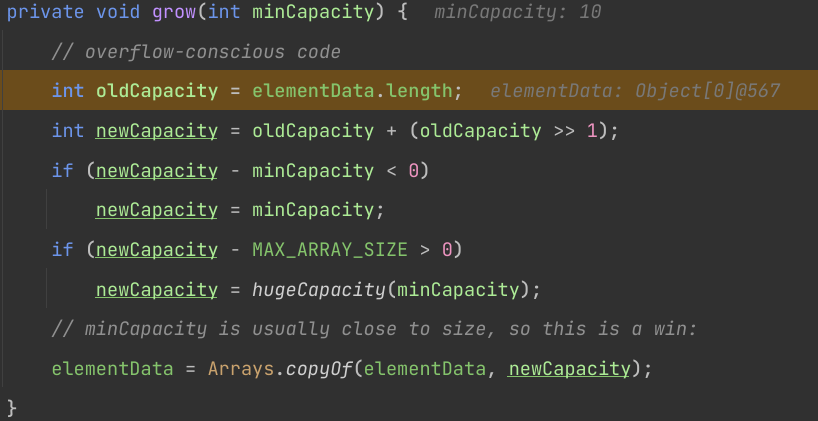 private void grow(int minCapacity) {   minCapacity: 10
    // overflow-conscious code
    int oldCapacity = elementData.length;   elementData: Object[0]@567
    int newCapacity = oldCapacity + (oldCapacity >> 1);
    if (newCapacity - minCapacity < 0)
        newCapacity = minCapacity;
    if (newCapacity - MAX_ARRAY_SIZE > 0)
        newCapacity = hugeCapacity(minCapacity);
    // minCapacity is usually close to size, so this is a win:
    elementData = Arrays.copyOf(elementData, newCapacity);
}